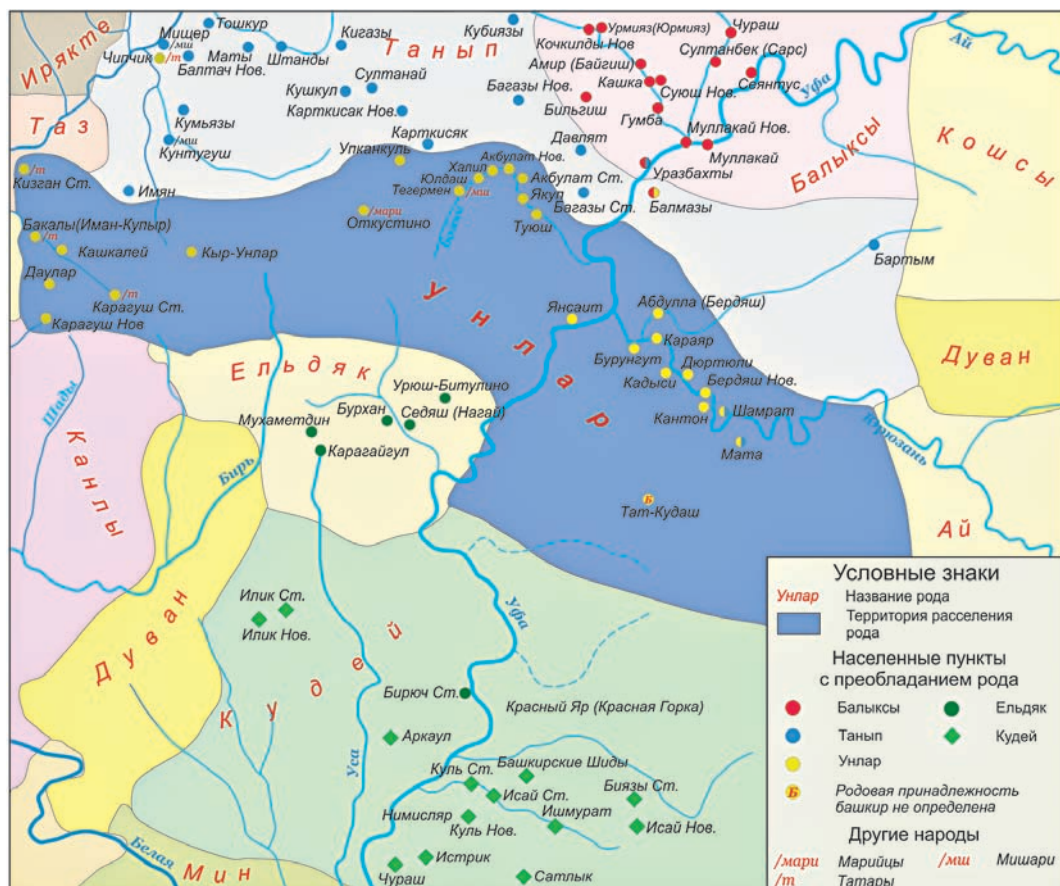 Тошкур
Мищер
/мш
Чипчик
/т
Балтач Нов.
Маты
Штанды
Кигазы
Танып
Кубиязы
Ирякте
Султанай
Кушкул
Карткисак Нов.
Багазы Нов.
Кумьязы
/мш
Кунтугуш
Карткисяк
Давлят
Багазы Ст.
Имян
Таз
Урмияз(Юрмияз)
Кочкилды Нов
Чураш
Султанбек (Сарс)
Амир (Байгиш)
Кашка
Суюш Нов.
Сеянтус
Бильгиш
Гумба
Муллакай Нов.
Муллакай
Уразбахты
Балмазы
Балыксы
Уфа
Ай
Кошсы
Бартым
Дуван
Кизган Ст.
/т
Улканкуль
Халил
Акбулат Нов.
Юлдаш
Тегермен
/мш
Акбулат Ст.
Якуп
Туюш
/мари
Откустино
Бакалы(Иман-Купыр)
/т
Кашкалей
Кыр-Унлар
Даулар
/т
Карагуш Ст.
Карагуш Нов
Унлар
Янсаит
Абдулла (Бердяш)
Караяр
Бурунгут
Дюртюли
Кадыси
Бердяш Нов.
Кантон
Шамрат
Мата
Б
Тат-Кудаш
Юрюзань
Ай
Ельдяк
Урюш-Битулино
Бурхан
Седяш (Нагай)
Мухаметдин
Карагайгул
Шады
Канлы
Бирь
Дуван
Илик Ст.
Илик Нов.
Кудей
Уфа
Уса
Бирюч Ст.
Красный Яр (Красная Горка)
Аркаул
Куль Ст.
Башкирские Шиды
Исай Ст.
Биязы Ст.
Нимисляр
Куль Нов.
Ишмурат
Исай Нов.
Истрик
Чураш
Сатлык
Белая
Мин
Условные знаки
Унлар Название рода
Территория расселения
рода
Населенные пункты
с преобладанием рода
Балыксы
Ельдяк
Танып
Кудей
Унлар
Б Родовая принадлежность
башкир не определена
Другие народы
/мари Марийцы /мш Мишари
/т Татары